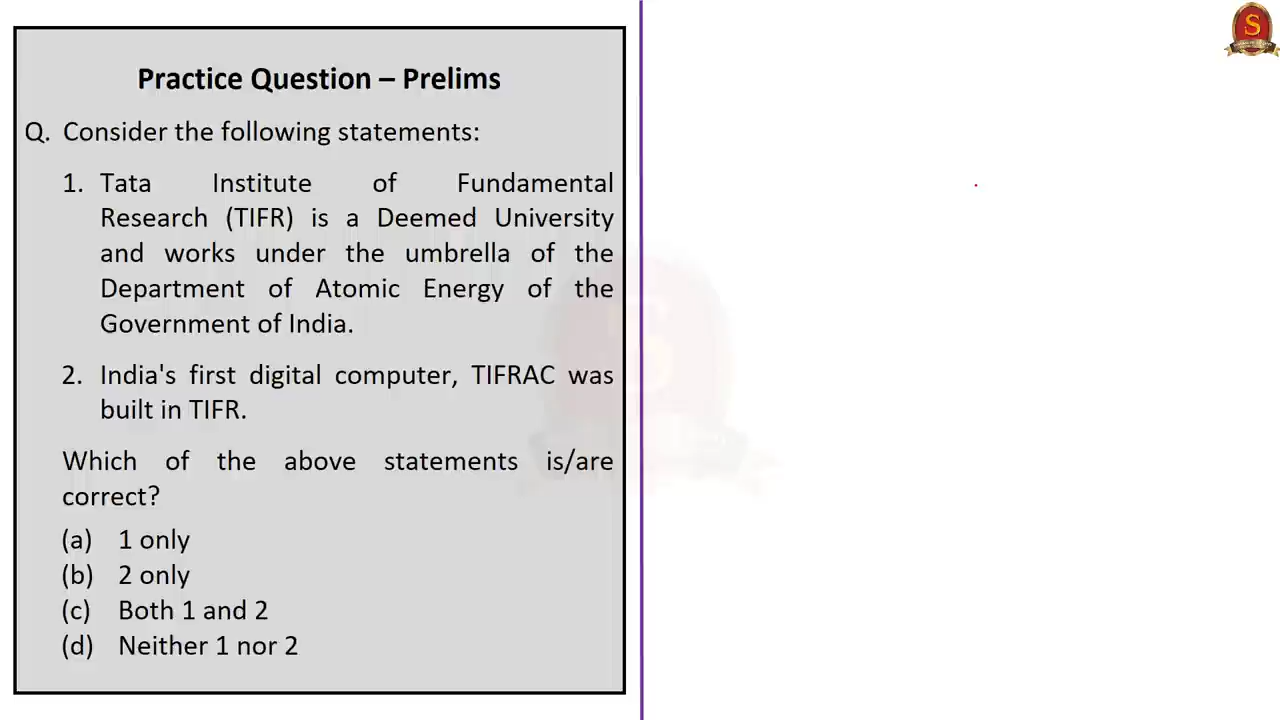 Practice Question – Prelims
Q. Consider the following statements:
1. Tata Institute of Fundamental
Research (TIFR) is a Deemed University
and works under the umbrella of the
Department of Atomic Energy of the
Government of India.
2. India's first digital computer, TIFRAC was
built in TIFR.
Which of the above statements is/are
correct?
(a) 1 only
(b) 2 only
(c) Both 1 and 2
(d) Neither 1 nor 2
S